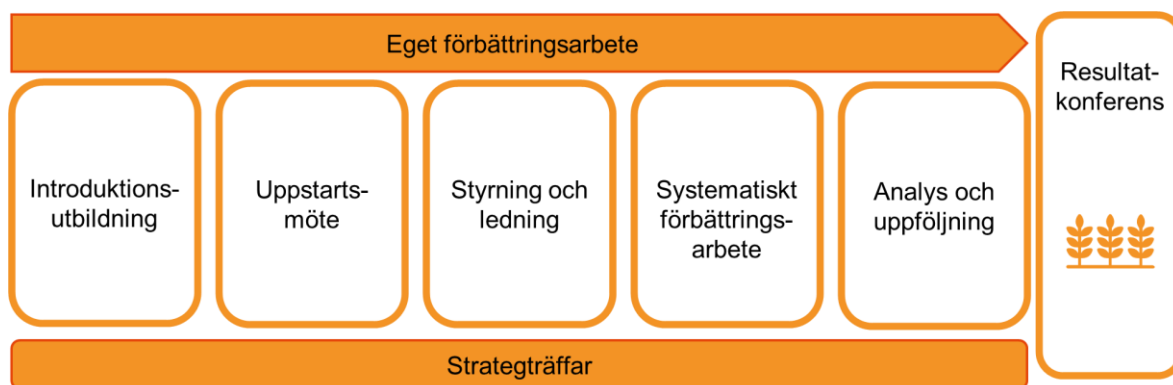 Eget förbättringsarbete
Introduktions-
utbildning
Uppstarts-
möte
Styrning och
ledning
Systematiskt
förbättrings-
arbete
Analys och
uppföljning
Resultat-
konferens
Strategträffar